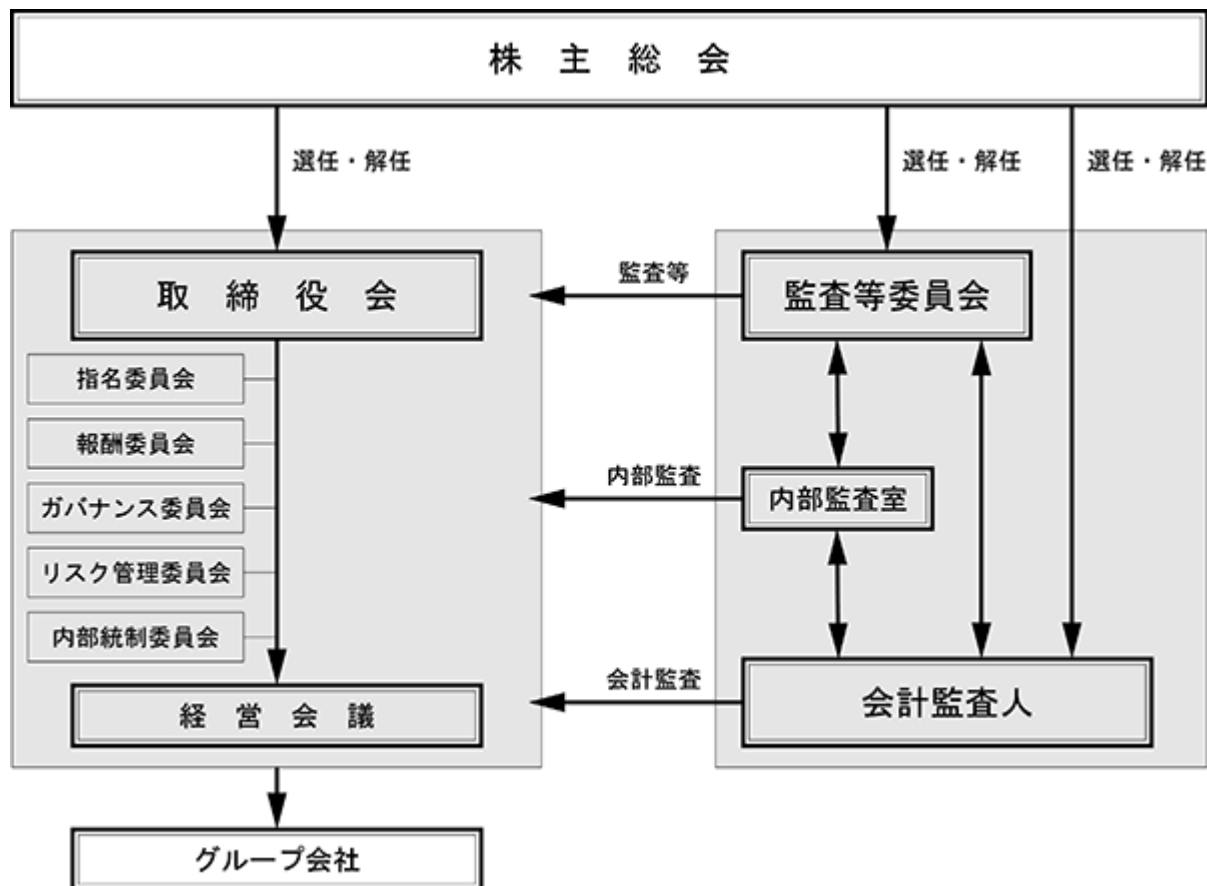 株主総会
選任・解任
選任・解任
選任・解任
取締役会
監査等
監査等委員会
指名委員会
報酬委員会
ガバナンス委員会
リスク管理委員会
内部統制委員会
内部監査
内部監査室
経営会議
会計監査
会計監査人
グループ会社